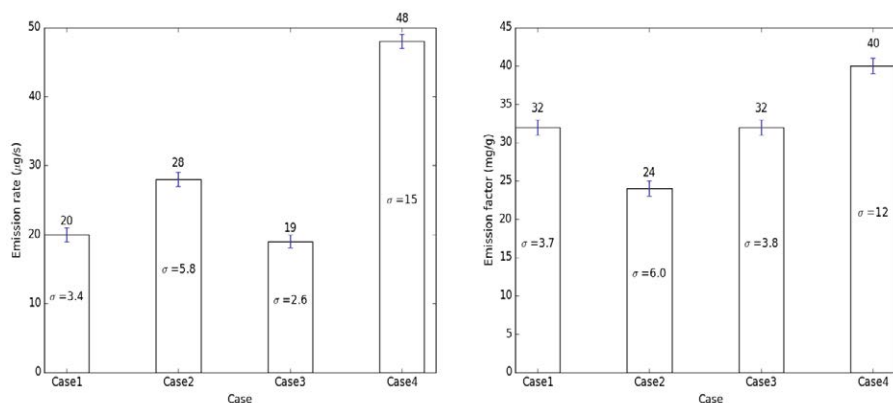 50
40
30
20
10
0
Emission rate (μg/s)
20
28
19
48
σ =3.4
σ =5.8
σ =2.6
σ =15
Case1 Case2 Case3 Case4
Case
45
40
35
30
25
20
15
10
5
0
Emission factor (mg/g)
32
24
32
40
σ =3.7
σ =6.0
σ =3.8
σ =12
Case1 Case2 Case3 Case4
Case